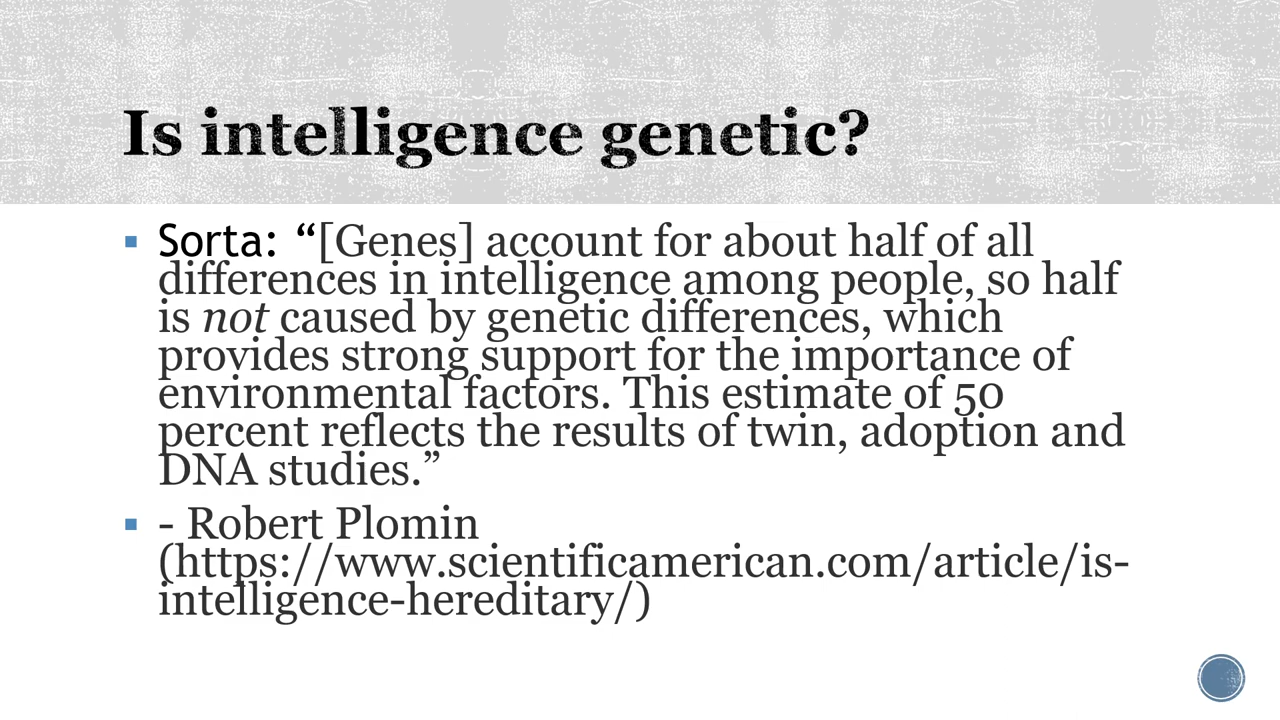 Is intelligence genetic?
Sorta: “[Genes] account for about half of all
differences in intelligence among people, so half
is not caused by genetic differences, which
provides strong support for the importance of
environmental factors. This estimate of 50
percent reflects the results of twin, adoption and
DNA studies.”
- Robert Plomin
(https://www.scientificamerican.com/article/is-
intelligence-hereditary/)